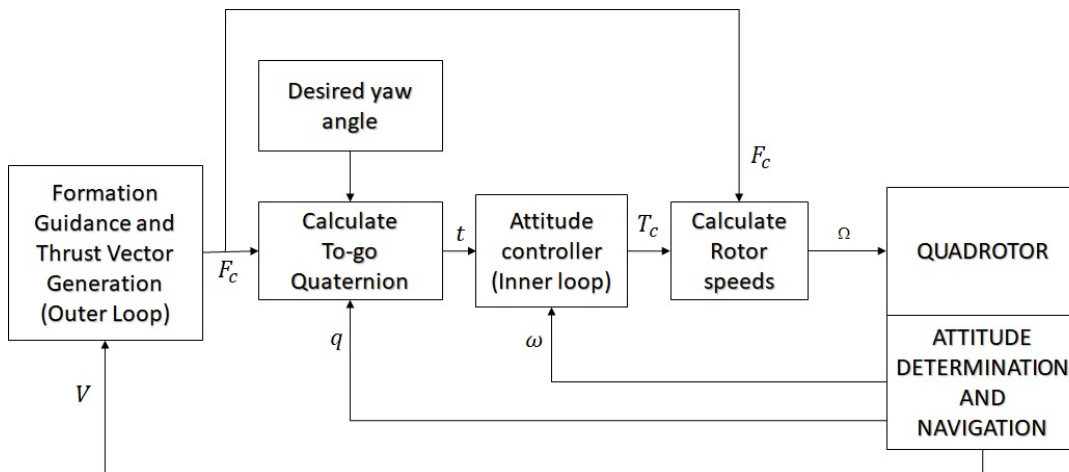 Desired yaw
angle
F_c
Formation
Guidance and
Thrust Vector
Generation
(Outer Loop)
F_c
Calculate
To-go
Quaternion
t
Attitude
controller
(Inner loop)
T_c
Calculate
Rotor
speeds
Ω
QUADROTOR
ATTITUDE
DETERMINATION
AND
NAVIGATION
V
q
ω